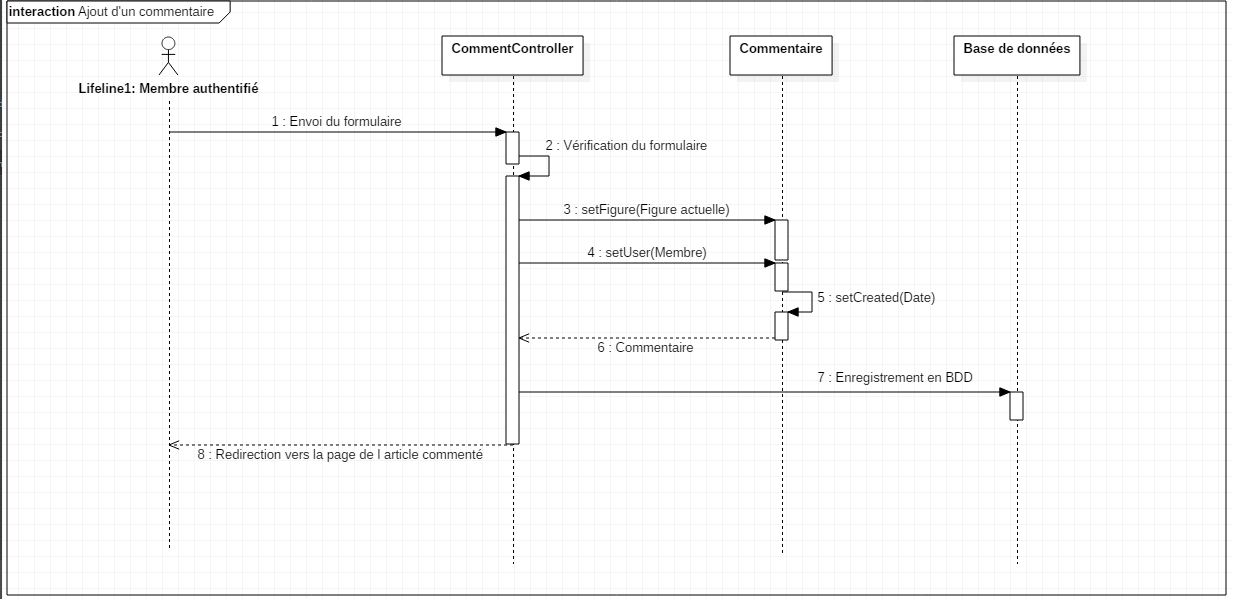 interaction Ajout d'un commentaire
CommentController
Commentaire
Base de données
Lifeline1: Membre authentifié
1 : Envoi du formulaire
2 : Vérification du formulaire
3 : setFigure(Figure actuelle)
4 : setUser(Membre)
5 : setCreated(Date)
6 : Commentaire
7 : Enregistrement en BDD
8 : Redirection vers la page de l article commenté